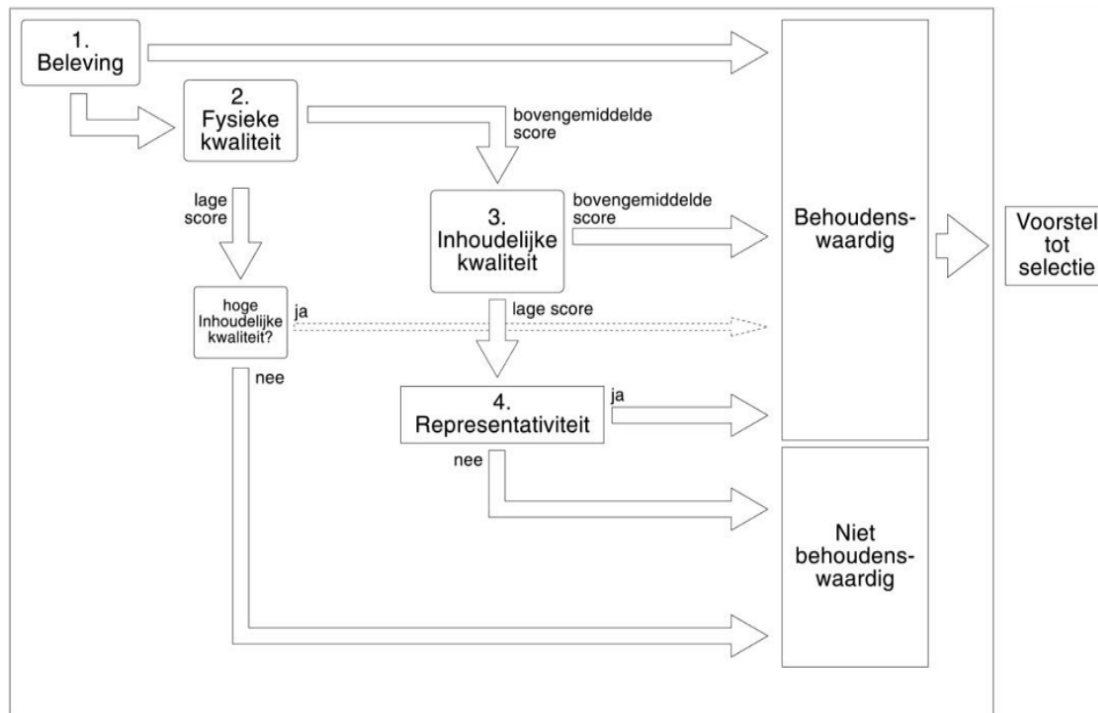 1.
Beleving
2.
Fysieke
kwaliteit
bovengemiddelde
score
lage
score
3.
Inhoudelijke
kwaliteit
bovengemiddelde
score
Behoudens-
waardig
Voorstel
tot
selectie
hoge
Inhoudelijke
kwaliteit?
ja
lage score
nee
4.
Representativiteit
ja
nee
Niet
behoudens-
waardig